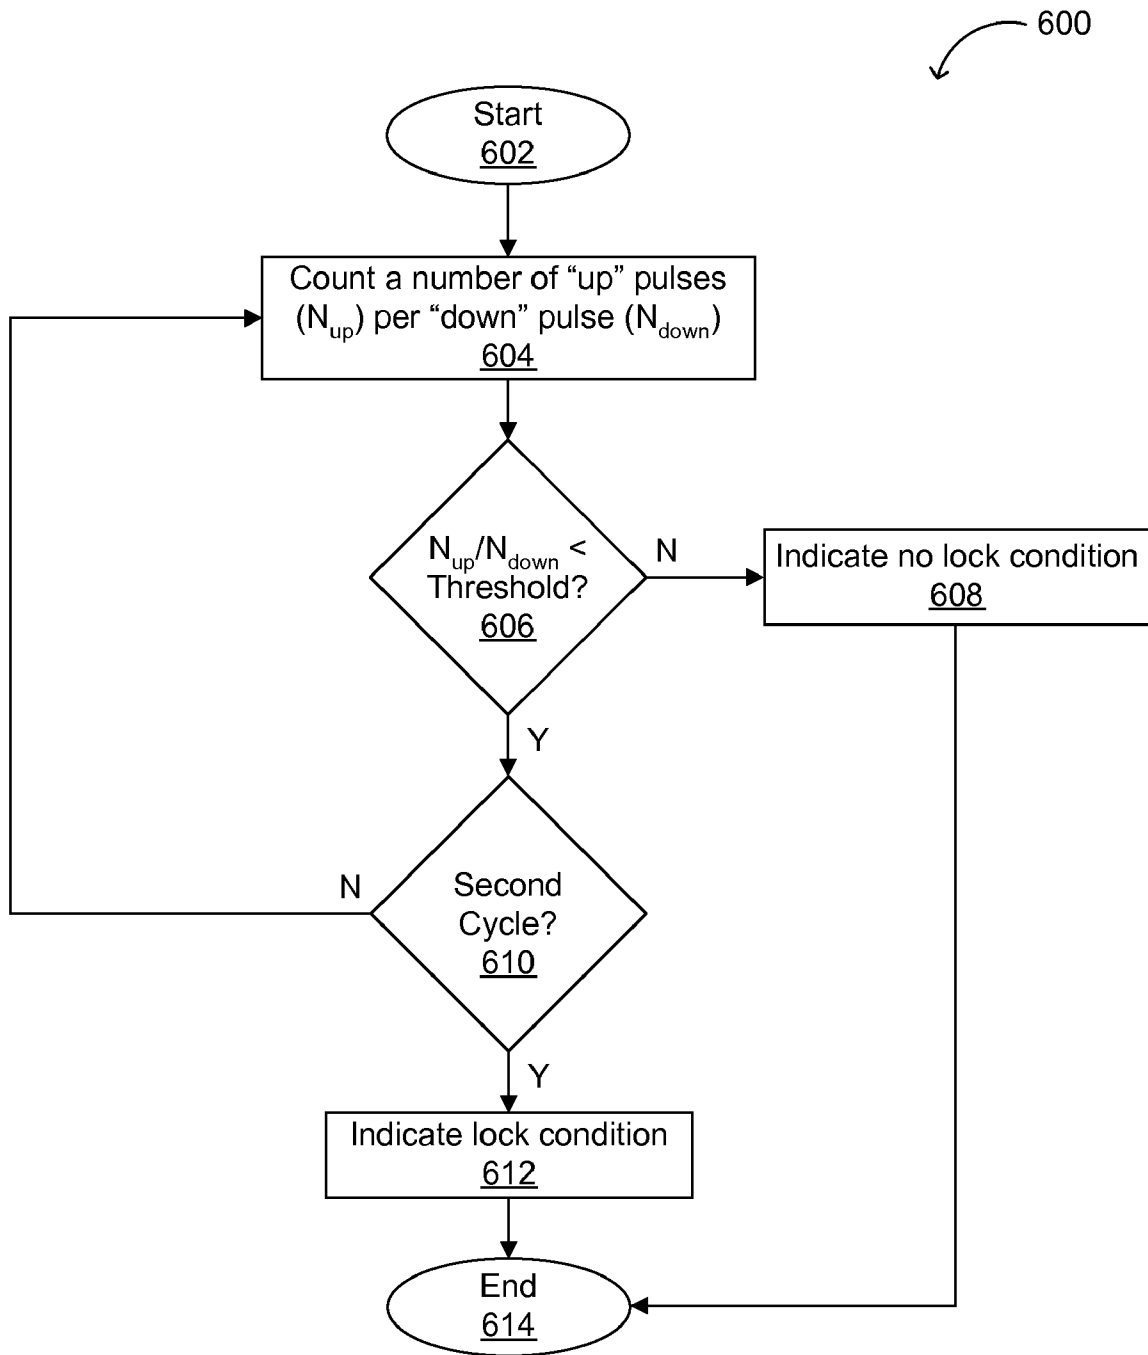 600
Start
602
Count a number of “up” pulses
(Nup) per “down” pulse (Ndown)
604
Nup/Ndown <
Threshold?
606
N
Indicate no lock condition
608
Y
Second
Cycle?
610
N
Y
Indicate lock condition
612
End
614